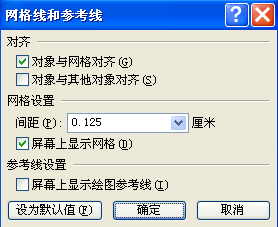 网格线和参考线
对齐
对象与网格对齐(G)
对象与其他对象对齐(S)
网格设置
间距(P): 0.125 厘米
屏幕上显示网格(D)
参考线设置
屏幕上显示绘图参考线(I)
设为默认值(F) 确定 取消